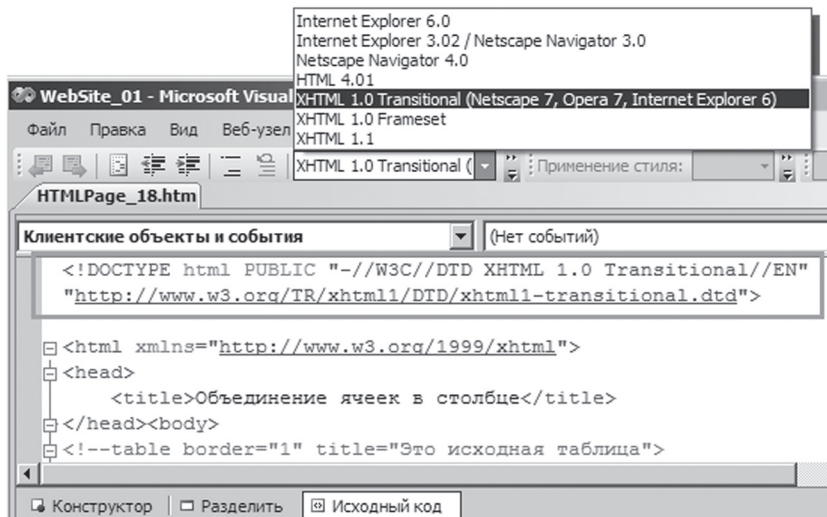 Internet Explorer 6.0
Internet Explorer 3.02 / Netscape Navigator 3.0
Netscape Navigator 4.0
HTML 4.01
XHTML 1.0 Transitional (Netscape 7, Opera 7, Internet Explorer 6)
XHTML 1.0 Frameset
XHTML 1.1
WebSite_01 - Microsoft Visual
Файл Правка Вид Веб-узел
XHTML 1.0 Transitional ( Применение стиля:
HTMLPage_18.htm
Клиентские объекты и события (Нет событий)
<!DOCTYPE html PUBLIC "-//W3C//DTD XHTML 1.0 Transitional//EN"
"http://www.w3.org/TR/xhtml1/DTD/xhtml1-transitional.dtd">
<html xmlns="http://www.w3.org/1999/xhtml">
<head>
<title>Объединение ячеек в столбце</title>
</head><body>
<!--table border="1" title="Это исходная таблица">
Конструктор Разделить Исходный код